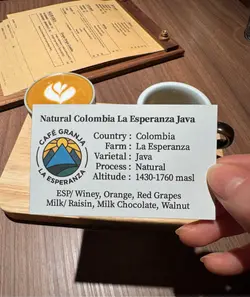 Natural Colombia La Esperanza Java
CAFÉ GRANJA
LA ESPERANZA
Country : Colombia
Farm : La Esperanza
Varietal : Java
Process : Natural
Altitude : 1430-1760 masl
ESP/ Winey, Orange, Red Grapes
Milk/ Raisin, Milk Chocolate, Walnut